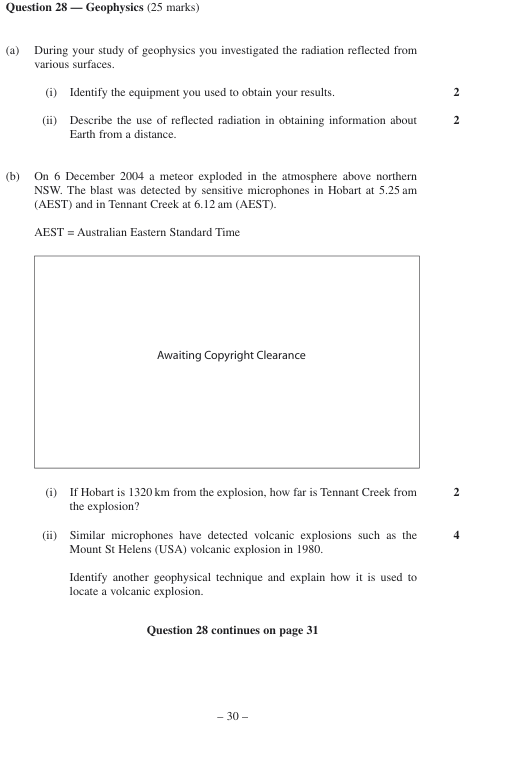 Question 28 — Geophysics (25 marks)
(a) During your study of geophysics you investigated the radiation reflected from
various surfaces.
(i) Identify the equipment you used to obtain your results. 2
(ii) Describe the use of reflected radiation in obtaining information about 2
Earth from a distance.
(b) On 6 December 2004 a meteor exploded in the atmosphere above northern
NSW. The blast was detected by sensitive microphones in Hobart at 5.25 am
(AEST) and in Tennant Creek at 6.12 am (AEST).
AEST = Australian Eastern Standard Time
Awaiting Copyright Clearance
(i) If Hobart is 1320 km from the explosion, how far is Tennant Creek from 2
the explosion?
(ii) Similar microphones have detected volcanic explosions such as the 4
Mount St Helens (USA) volcanic explosion in 1980.
Identify another geophysical technique and explain how it is used to
locate a volcanic explosion.
Question 28 continues on page 31
– 30 –